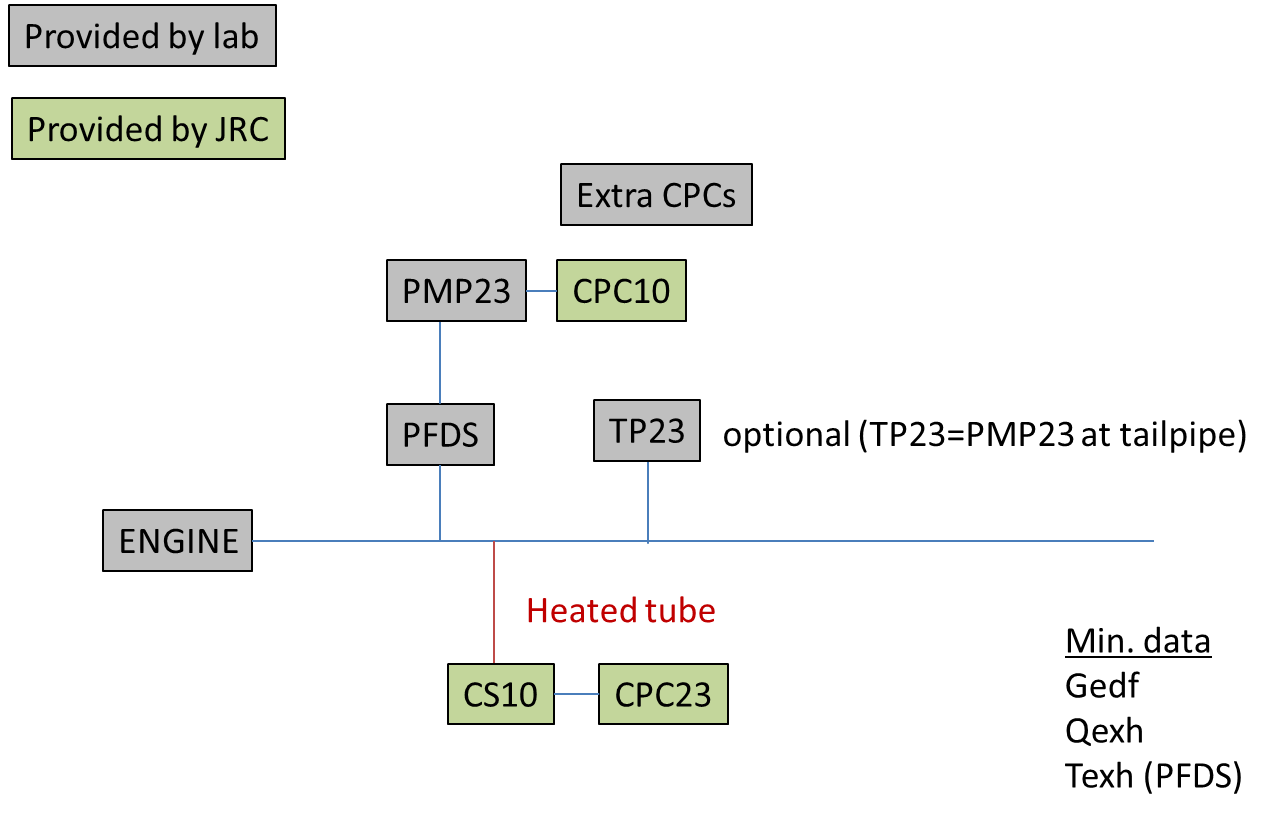 Provided by lab
Provided by JRC
Extra CPCs
PMP23
CPC10
PFDS
TP23
optional (TP23=PMP23 at tailpipe)
ENGINE
Heated tube
CS10
CPC23
Min. data
Gedf
Qexh
Texh (PFDS)